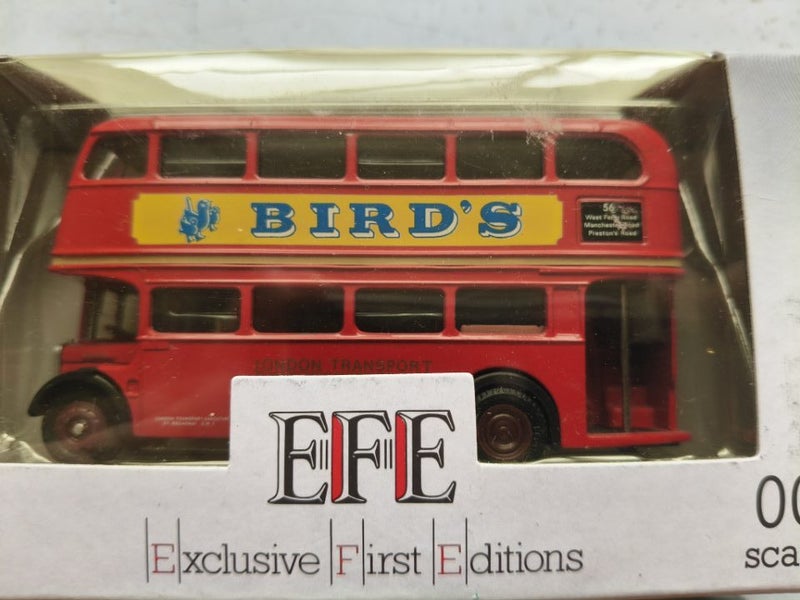 BIRD'S
56
West Ferry Road
Manchester Road
Preston's Road
LONDON TRANSPORT
EFE
Exclusive First Editions
00
sca